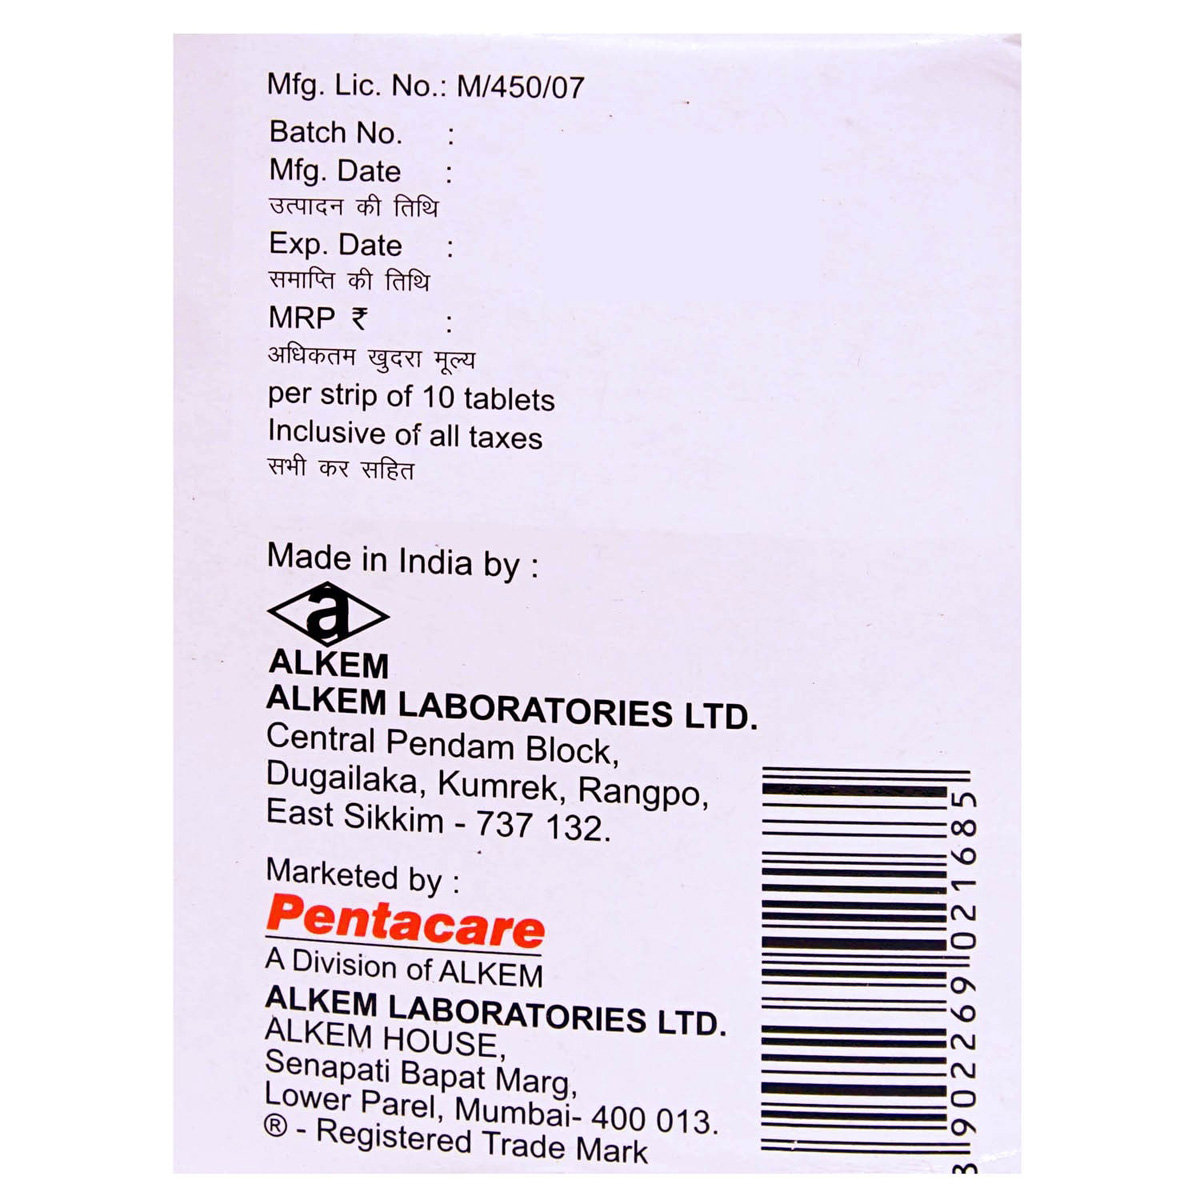 Mfg. Lic. No.: M/450/07
Batch No. :
Mfg. Date :
उत्पादन की तिथि
Exp. Date :
समाप्ति की तिथि
MRP ₹ :
अधिकतम खुदरा मूल्य
per strip of 10 tablets
Inclusive of all taxes
सभी कर सहित
Made in India by :
a
ALKEM
ALKEM LABORATORIES LTD.
Central Pendam Block,
Dugailaka, Kumrek, Rangpo,
East Sikkim - 737 132.
Marketed by :
Pentacare
A Division of ALKEM
ALKEM LABORATORIES LTD.
ALKEM HOUSE,
Senapati Bapat Marg,
Lower Parel, Mumbai- 400 013.
® - Registered Trade Mark
8902269021685